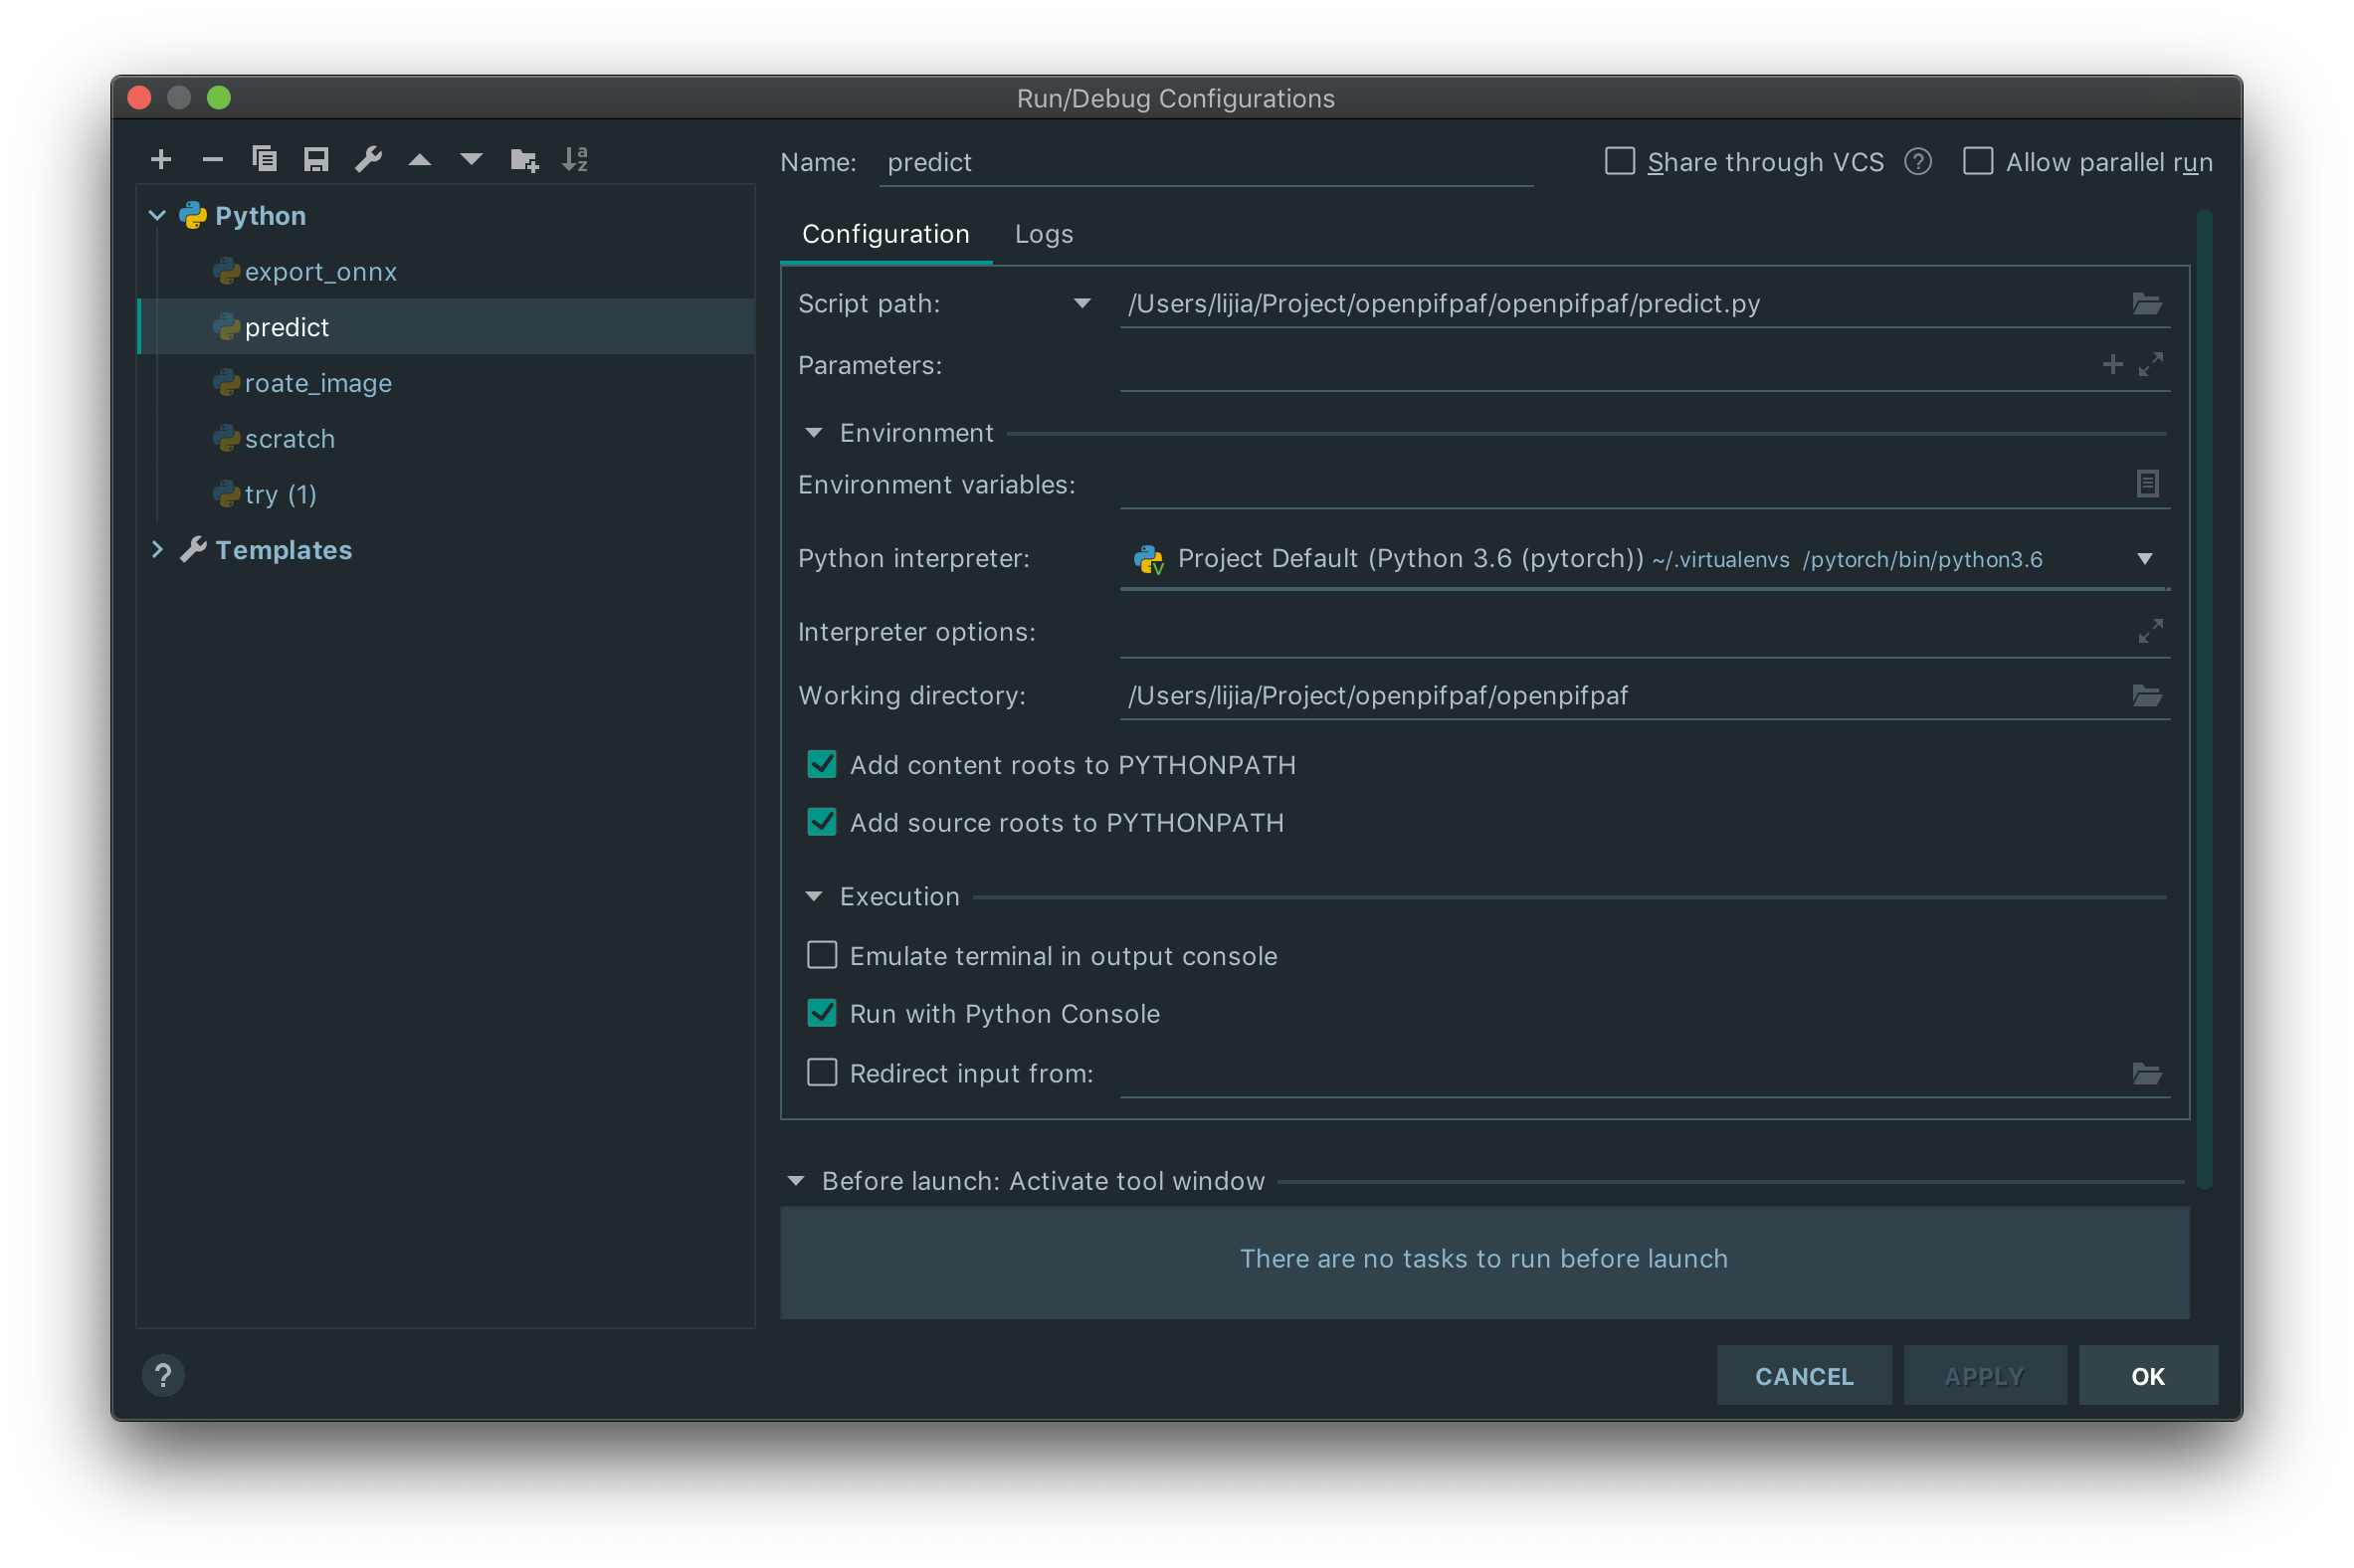 Run/Debug Configurations
Name: predict
Share through VCS ? Allow parallel run
Python
export_onnx
predict
roate_image
scratch
try (1)
Templates
Configuration Logs
Script path: /Users/lijia/Project/openpifpaf/openpifpaf/predict.py
Parameters:
Environment
Environment variables:
Python interpreter: Project Default (Python 3.6 (pytorch)) ~/.virtualenvs /pytorch/bin/python3.6
Interpreter options:
Working directory: /Users/lijia/Project/openpifpaf/openpifpaf
Add content roots to PYTHONPATH
Add source roots to PYTHONPATH
Execution
Emulate terminal in output console
Run with Python Console
Redirect input from:
Before launch: Activate tool window
There are no tasks to run before launch
? CANCEL APPLY OK